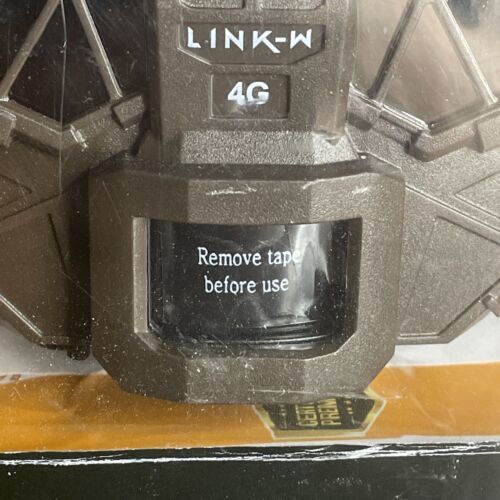 LINK-W
4G
Remove tape
before use